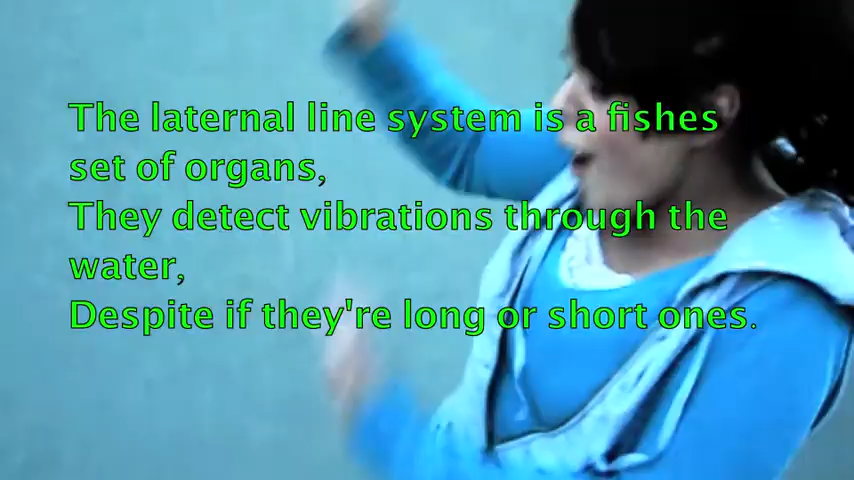 The laternal line system is a fishes
set of organs,
They detect vibrations through the
water,
Despite if they're long or short ones.